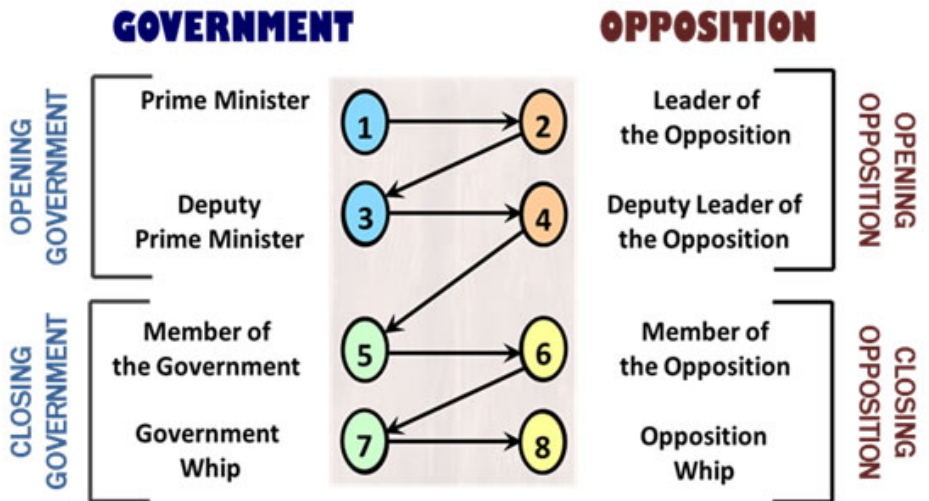 GOVERNMENT
OPPOSITION
OPENING
GOVERNMENT
Prime Minister
1
2
Leader of
the Opposition
OPENING
OPPOSITION
Deputy
Prime Minister
3
4
Deputy Leader of
the Opposition
CLOSING
GOVERNMENT
Member of
the Government
5
6
Member of
the Opposition
CLOSING
OPPOSITION
Government
Whip
7
8
Opposition
Whip